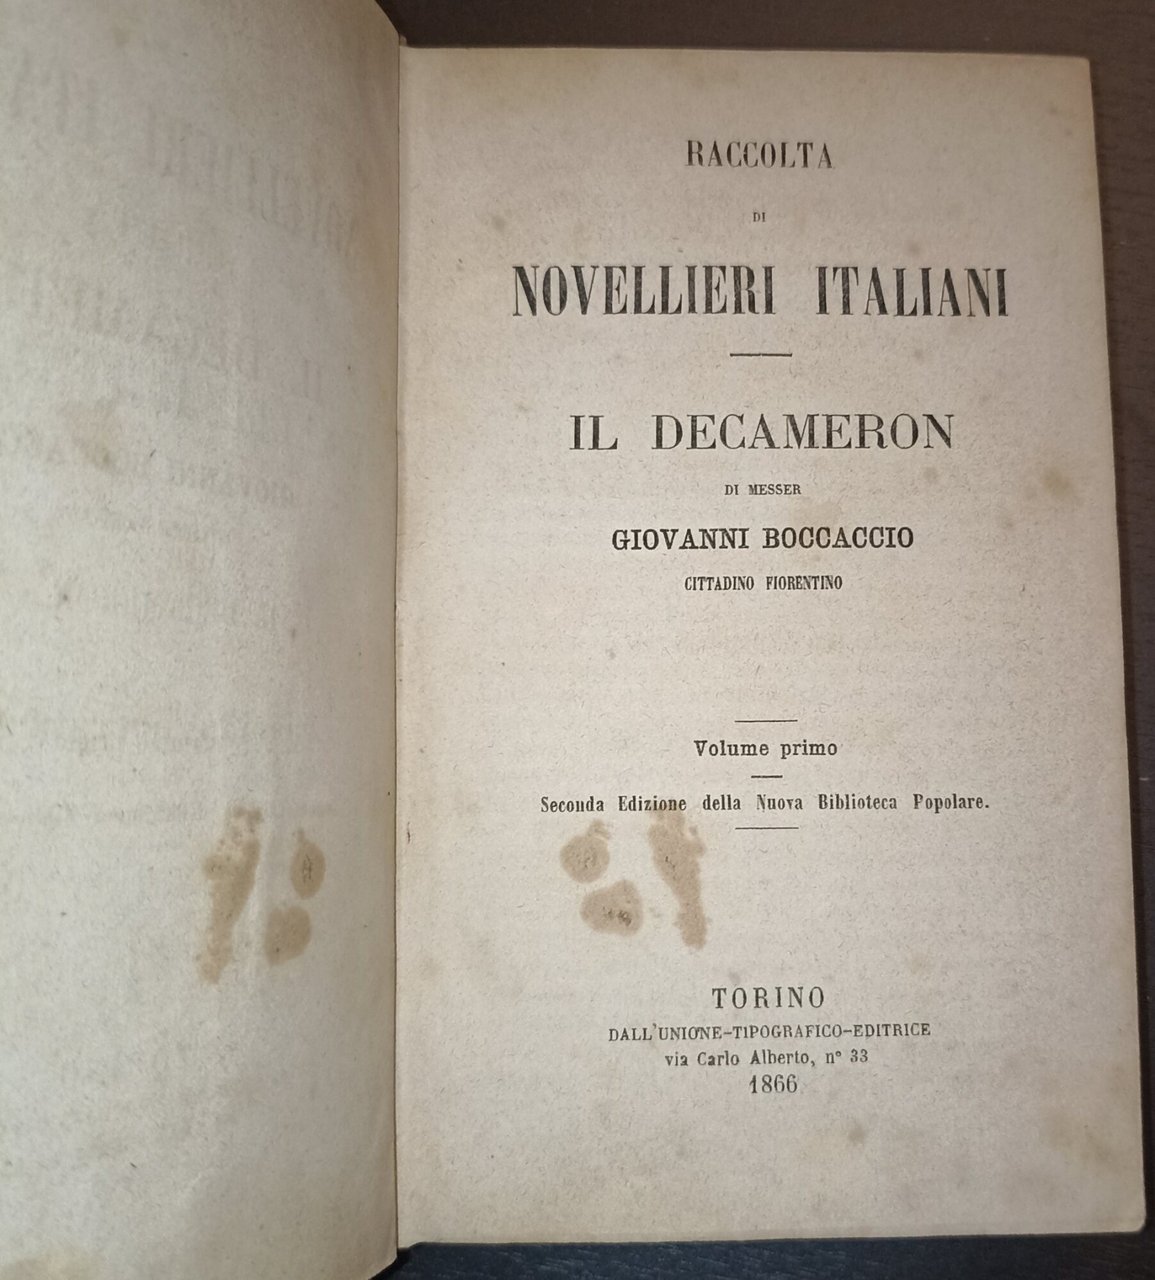 RACCOLTA
DI
NOVELLIERI ITALIANI
IL DECAMERON
DI MESSER
GIOVANNI BOCCACCIO
CITTADINO FIORENTINO
Volume primo
Seconda Edizione della Nuova Biblioteca Popolare.
TORINO
DALL'UNIONE-TIPOGRAFICO-EDITRICE
via Carlo Alberto, n° 33
1866